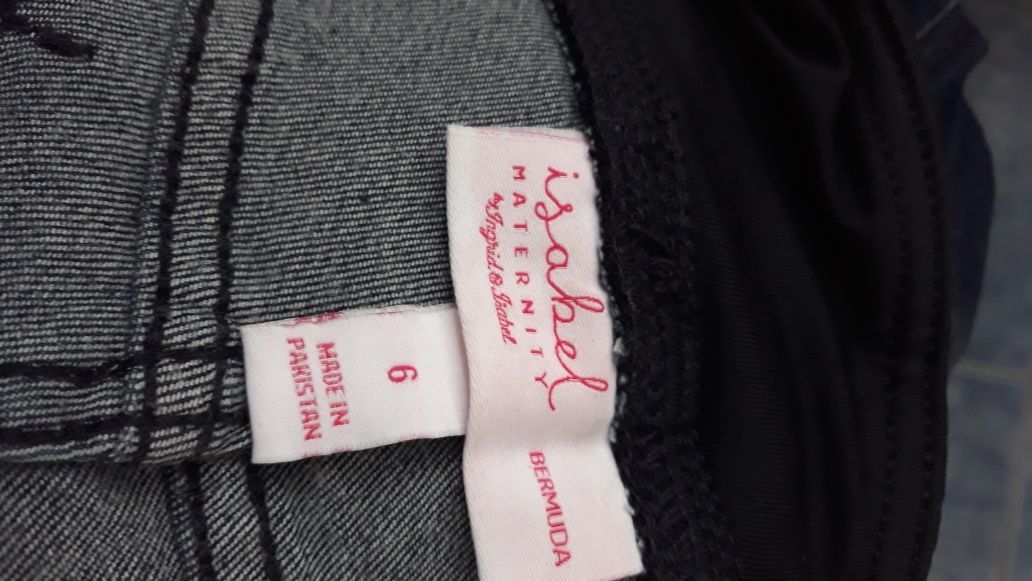 isabel
MATERNITY
by Ingrid & Isabel
BERMUDA
6
MADE IN
PAKISTAN